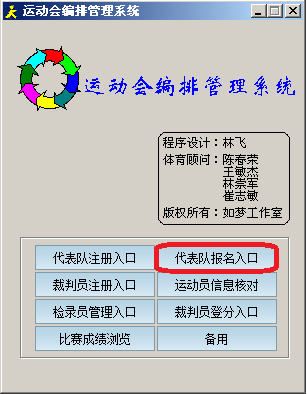 运动会编排管理系统
运动会编排管理系统
程序设计：林飞
体育顾问：陈春荣
王敏杰
林崇军
崔志敏
版权所有：如梦工作室
代表队注册入口
代表队报名入口
裁判员注册入口
运动员信息核对
检录员管理入口
裁判员登分入口
比赛成绩浏览
备用